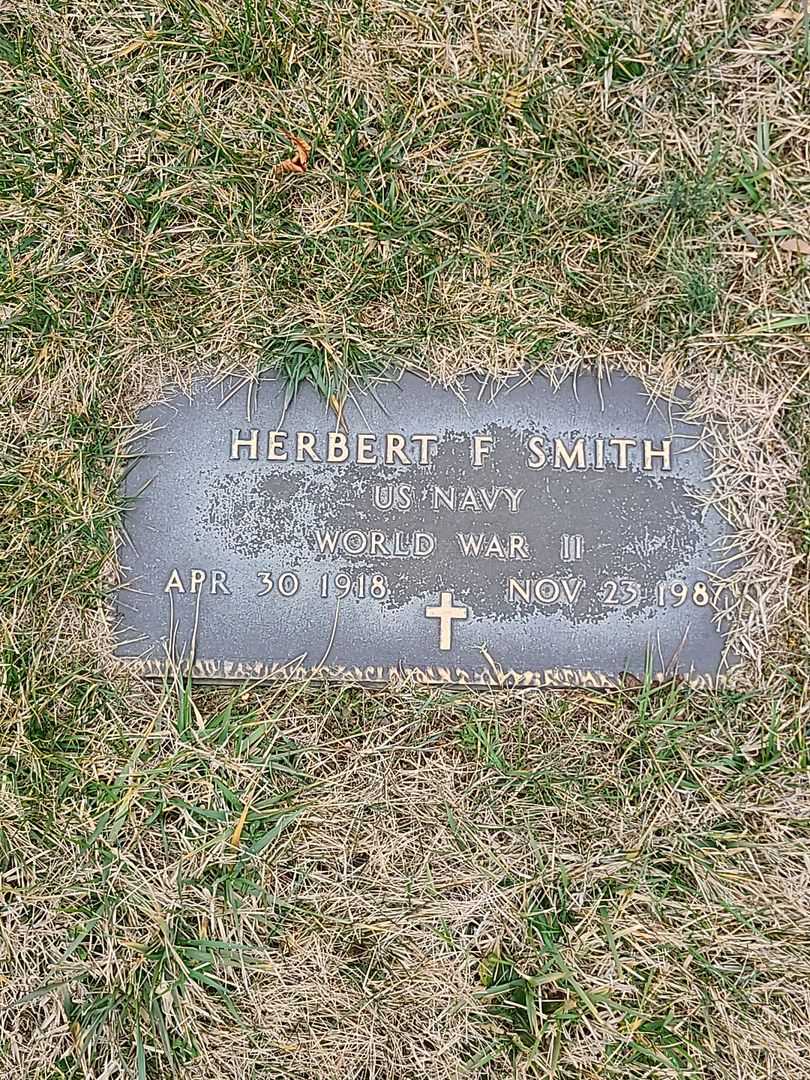 HERBERT F SMITH
US NAVY
WORLD WAR II
APR 30 1918 NOV 23 1987